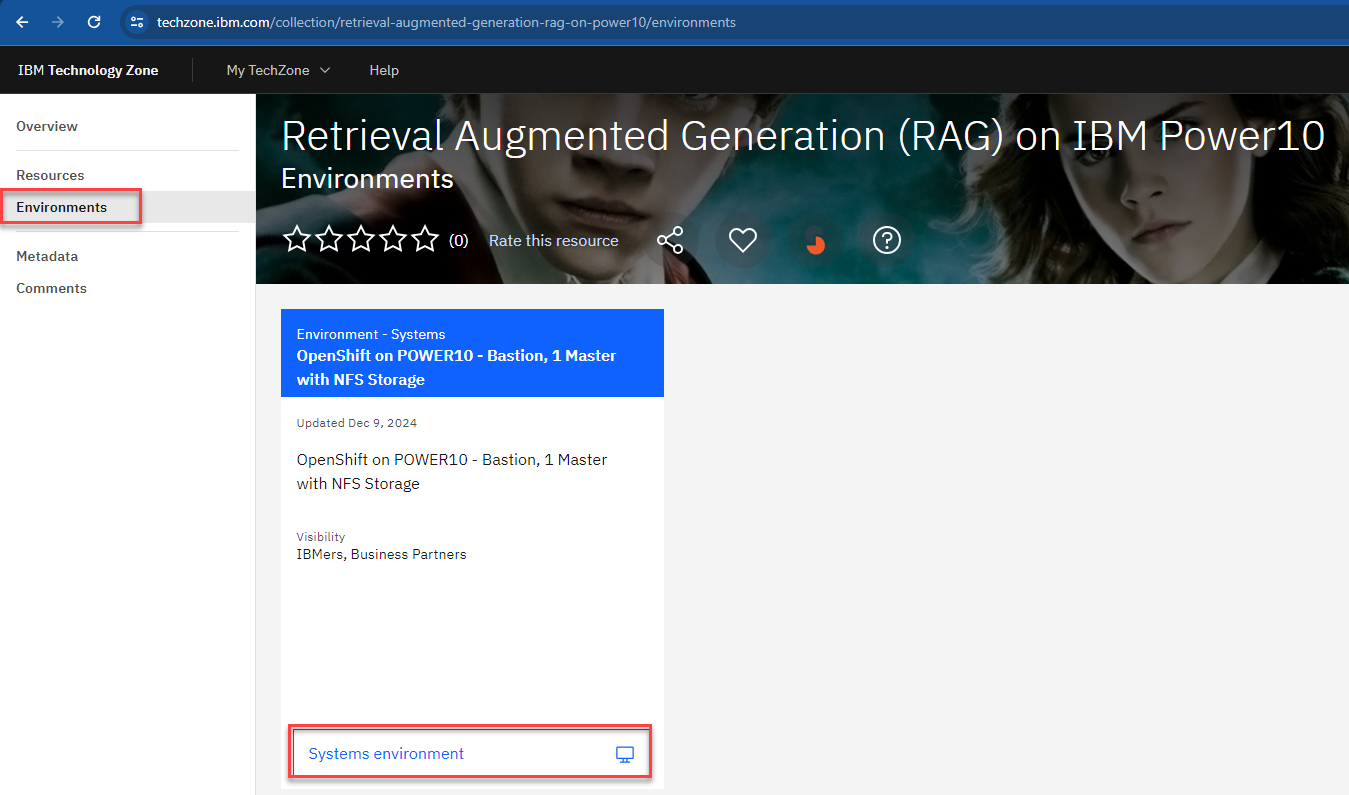 techzone.ibm.com/collection/retrieval-augmented-generation-rag-on-power10/environments
IBM Technology Zone
My TechZone
Help
Overview
Resources
Environments
Metadata
Comments
Retrieval Augmented Generation (RAG) on IBM Power10
Environments
(0) Rate this resource
Environment - Systems
OpenShift on POWER10 - Bastion, 1 Master
with NFS Storage
Updated Dec 9, 2024
OpenShift on POWER10 - Bastion, 1 Master
with NFS Storage
Visibility
IBMers, Business Partners
Systems environment